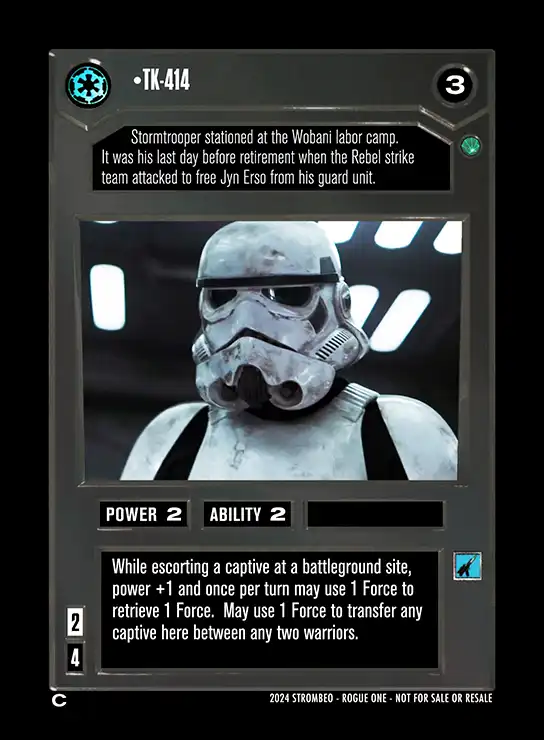 •TK-414
3
Stormtrooper stationed at the Wobani labor camp.
It was his last day before retirement when the Rebel strike
team attacked to free Jyn Erso from his guard unit.
POWER 2
ABILITY 2
While escorting a captive at a battleground site,
power +1 and once per turn may use 1 Force to
retrieve 1 Force.  May use 1 Force to transfer any
captive here between any two warriors.
2
4
C
2024 STROMBEO - ROGUE ONE - NOT FOR SALE OR RESALE